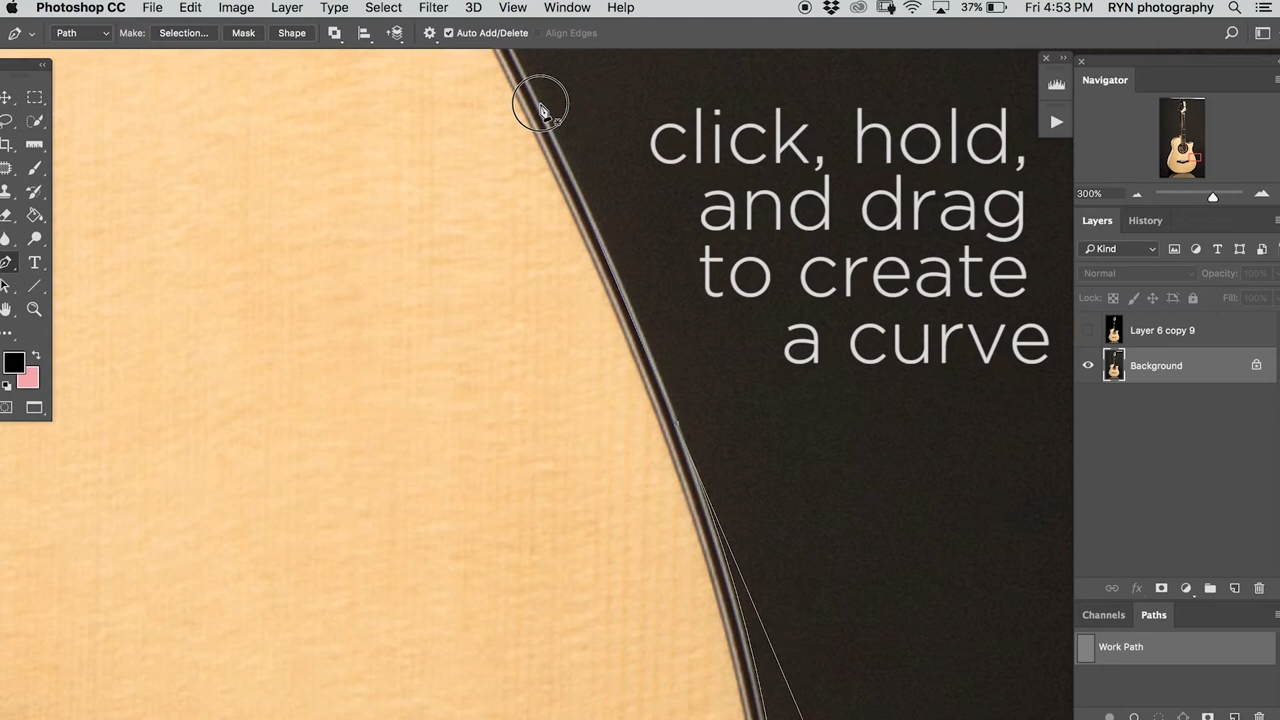 Photoshop CC File Edit Image Layer Type Select Filter 3D View Window Help 37% Fri 4:53 PM RYN photography
Path Make: Selection... Mask Shape Auto Add/Delete Align Edges
Navigator
300%
Layers History
Kind
Normal Opacity: 100%
Lock: Fill: 100%
Layer 6 copy 9
Background
Channels Paths
Work Path
click, hold,
and drag
to create
a curve